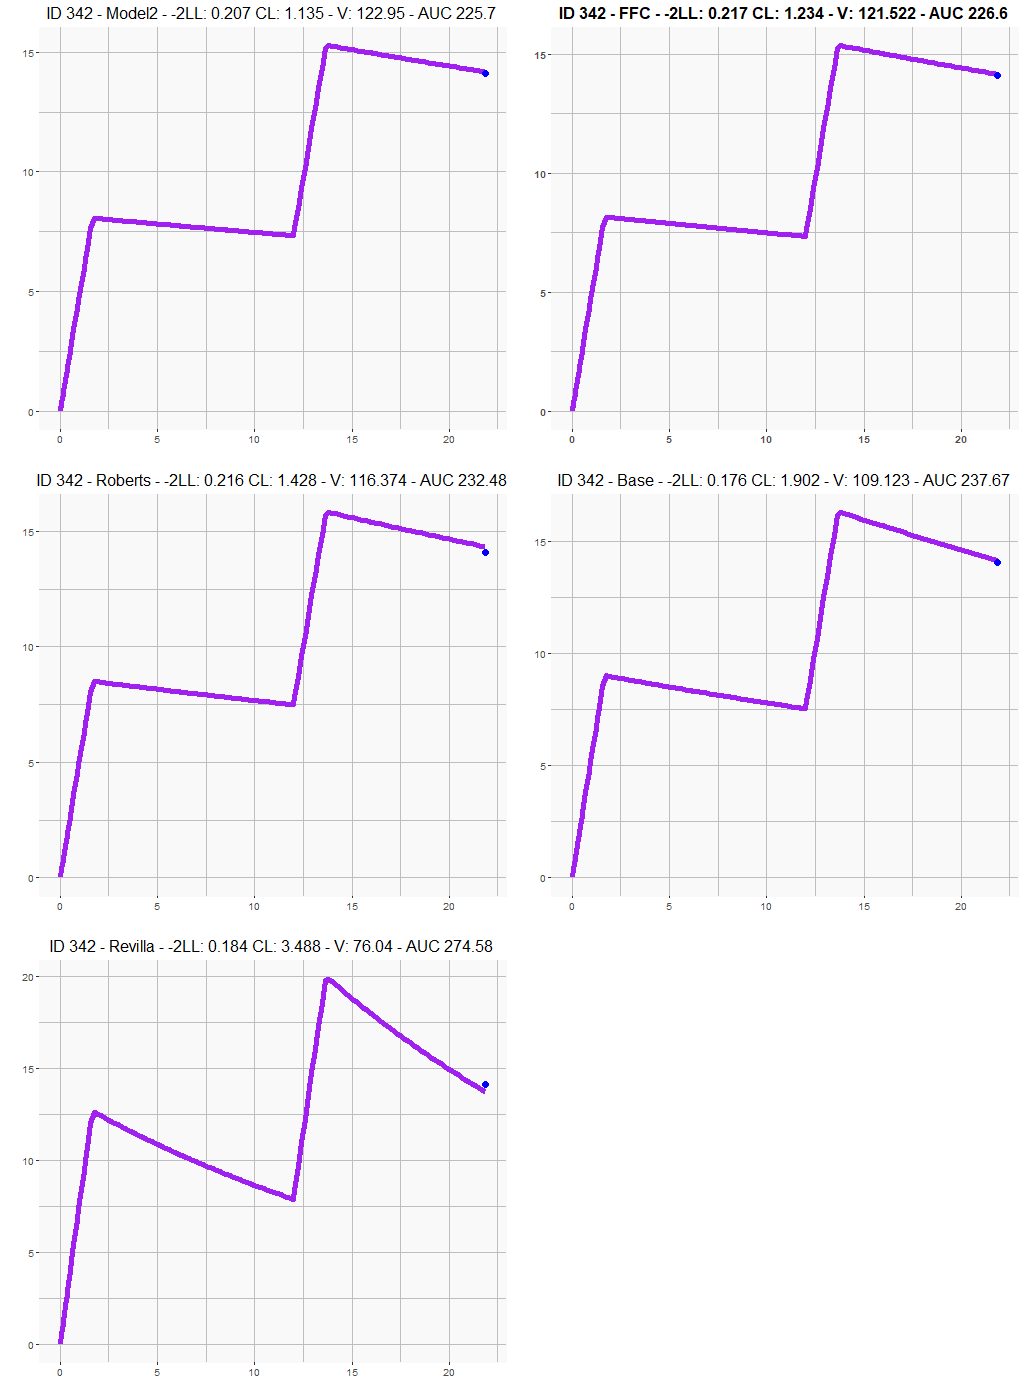 ID 342 - Model2 - -2LL: 0.207 CL: 1.135 - V: 122.95 - AUC 225.7
15
10
5
0
0 5 10 15 20
ID 342 - FFC - -2LL: 0.217 CL: 1.234 - V: 121.522 - AUC 226.6
15
10
5
0
0 5 10 15 20
ID 342 - Roberts - -2LL: 0.216 CL: 1.428 - V: 116.374 - AUC 232.48
15
10
5
0
0 5 10 15 20
ID 342 - Base - -2LL: 0.176 CL: 1.902 - V: 109.123 - AUC 237.67
15
10
5
0
0 5 10 15 20
ID 342 - Revilla - -2LL: 0.184 CL: 3.488 - V: 76.04 - AUC 274.58
20
15
10
5
0
0 5 10 15 20